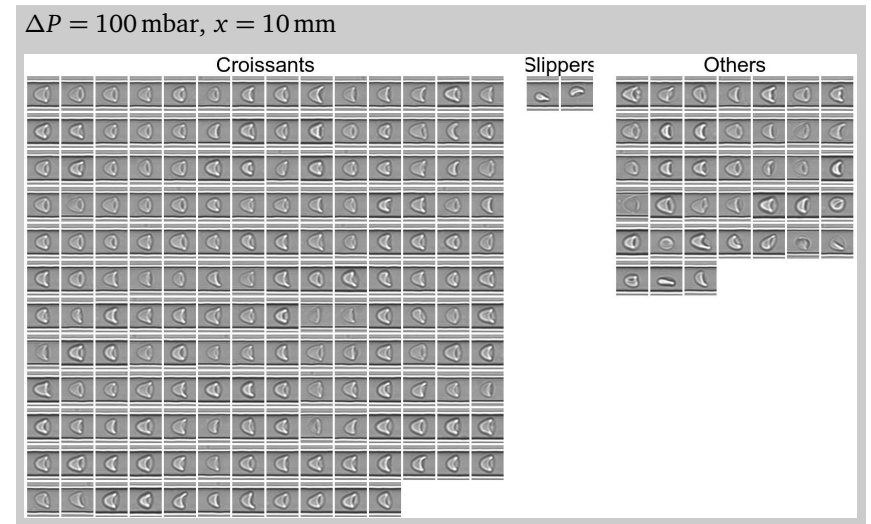 ΔP = 100 mbar, x = 10 mm
Croissants
Slippers
Others